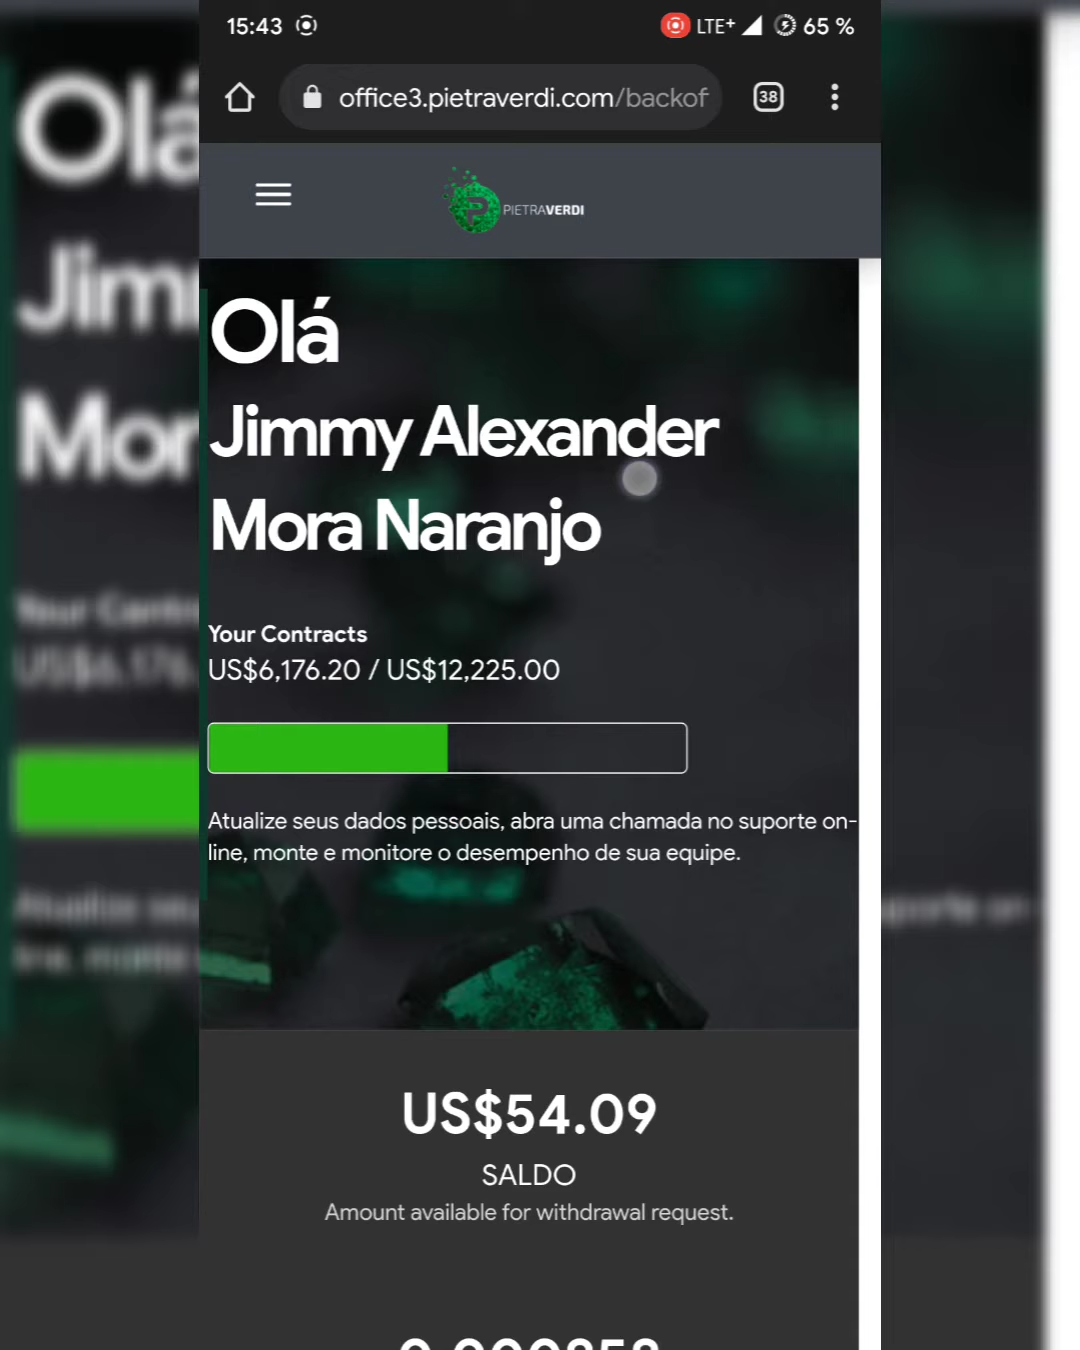 15:43 LTE+ 65 %
office3.pietraverdi.com/backof 38
PIETRAVERDI
Olá
Jimmy Alexander
Mora Naranjo
Your Contracts
US$6,176.20 / US$12,225.00
Atualize seus dados pessoais, abra uma chamada no suporte on-
line, monte e monitore o desempenho de sua equipe.
US$54.09
SALDO
Amount available for withdrawal request.